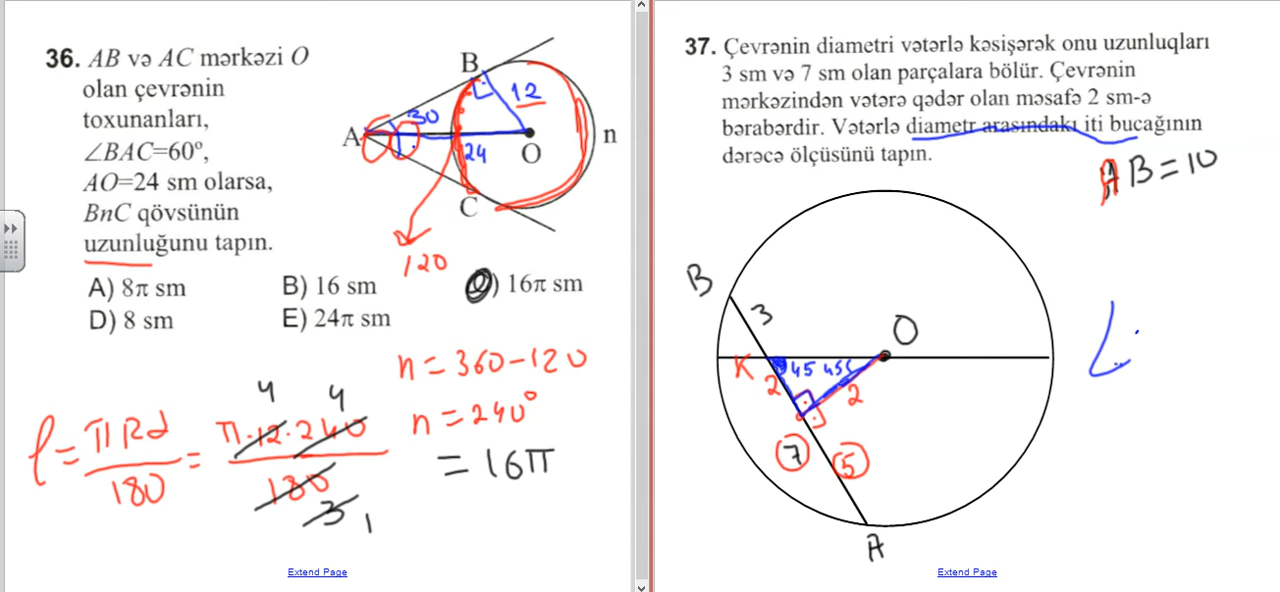 36. AB və AC mərkəzi O
olan çevrənin
toxunanları,
∠BAC=60°,
AO=24 sm olarsa,
BnC qövsünün
uzunluğunu tapın.
A) 8π sm
B) 16 sm
) 16π sm
D) 8 sm
E) 24π sm
A
B
C
O
n
30
12
24
120
n = 360 - 120
n = 240°
= 16π
l = πRd / 180 = π·12·240 / 180
4
4
3
1
Extend Page
37. Çevrənin diametri vətərlə kəsişərək onu uzunluqları
3 sm və 7 sm olan parçalara bölür. Çevrənin
mərkəzindən vətərə qədər olan məsafə 2 sm-ə
bərabərdir. Vətərlə diametr arasındakı iti bucağının
dərəcə ölçüsünü tapın.
AB = 10
B
3
O
K
45
45
2
2
7
5
A
Extend Page